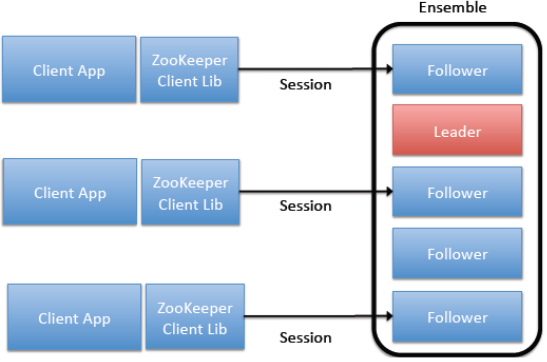 Ensemble
Client App
ZooKeeper
Client Lib
Session
Follower
Leader
Client App
ZooKeeper
Client Lib
Session
Follower
Follower
Client App
ZooKeeper
Client Lib
Session
Follower